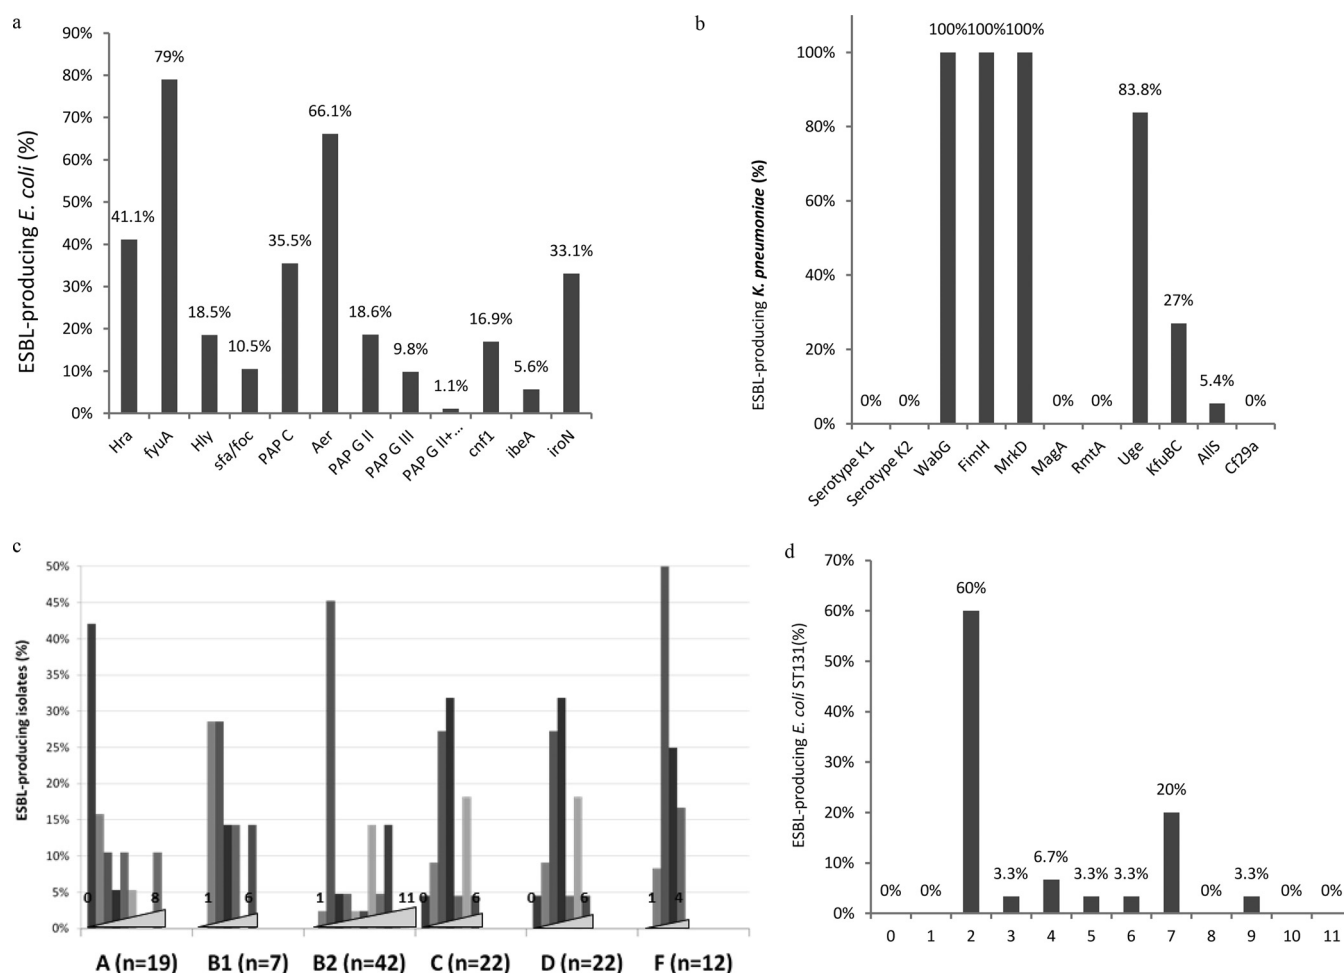 a
ESBL-producing E. coli (%)
90%
80%
70%
60%
50%
40%
30%
20%
10%
0%
41.1%
79%
18.5%
10.5%
35.5%
66.1%
18.6%
9.8%
1.1%
16.9%
5.6%
33.1%
Hra
fyuA
Hly
sfa/foc
PAP C
Aer
PAP G II
PAP G III
PAP G II+...
cnf1
ibeA
iroN
b
ESBL-producing K. pneumoniae (%)
100%
80%
60%
40%
20%
0%
0%
0%
100%
100%
100%
0%
0%
83.8%
27%
5.4%
0%
Serotype K1
Serotype K2
WabG
FimH
MrkD
MagA
RmtA
Uge
KfuBC
AllS
Cf29a
c
ESBL-producing isolates (%)
50%
45%
40%
35%
30%
25%
20%
15%
10%
5%
0%
0 8
1 6
1 11
0 6
0 6
1 4
A (n=19)
B1 (n=7)
B2 (n=42)
C (n=22)
D (n=22)
F (n=12)
d
ESBL-producing E. coli ST131(%)
70%
60%
50%
40%
30%
20%
10%
0%
0%
0%
60%
3.3%
6.7%
3.3%
3.3%
20%
0%
3.3%
0%
0%
0 1 2 3 4 5 6 7 8 9 10 11